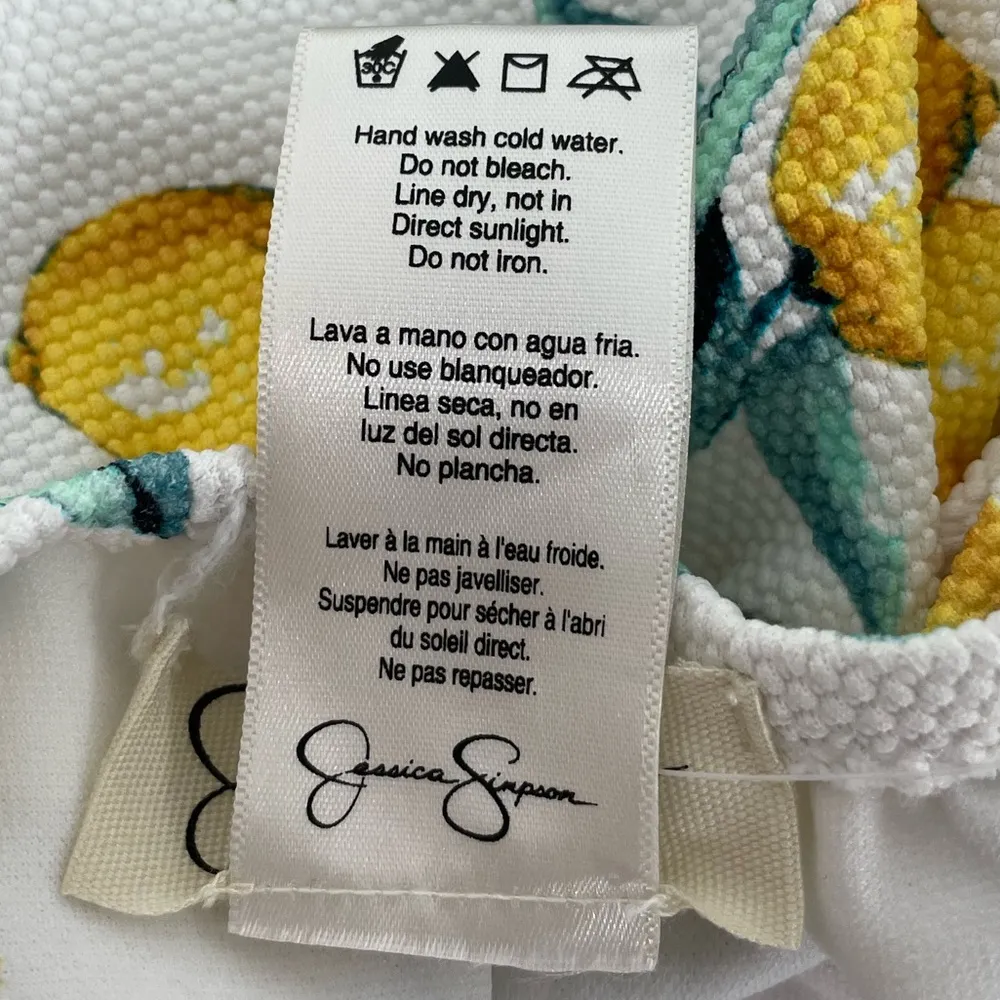 30C
Hand wash cold water.
Do not bleach.
Line dry, not in
Direct sunlight.
Do not iron.
Lava a mano con agua fria.
No use blanqueador.
Linea seca, no en
luz del sol directa.
No plancha.
Laver à la main à l'eau froide.
Ne pas javelliser.
Suspendre pour sécher à l'abri
du soleil direct.
Ne pas repasser.
Jessica Simpson